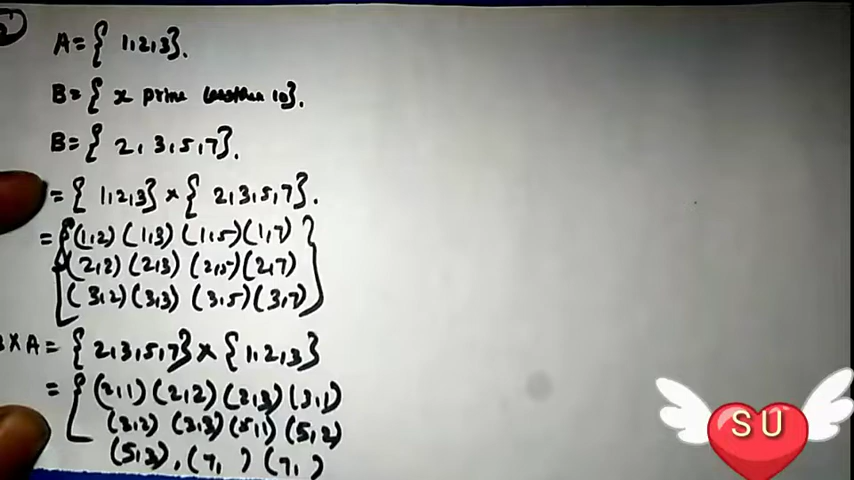 A = { 1,2,3}.
B = { x prime less than 10}.
B = { 2, 3,5,7}.
= { 1,2,3} × { 2,3,5,7}.
= {(1,2) (1,3) (1,5) (1,7)
(2,2) (2,3) (2,5) (2,7)
(3,2) (3,3) (3,5) (3,7)}
B×A = { 2,3,5,7} × {1,2,3}
= { (2,1) (2,2) (2,3) (3,1)
(3,2) (3,3) (5,1) (5,2)
(5,3), (7, ) (7, )
SU